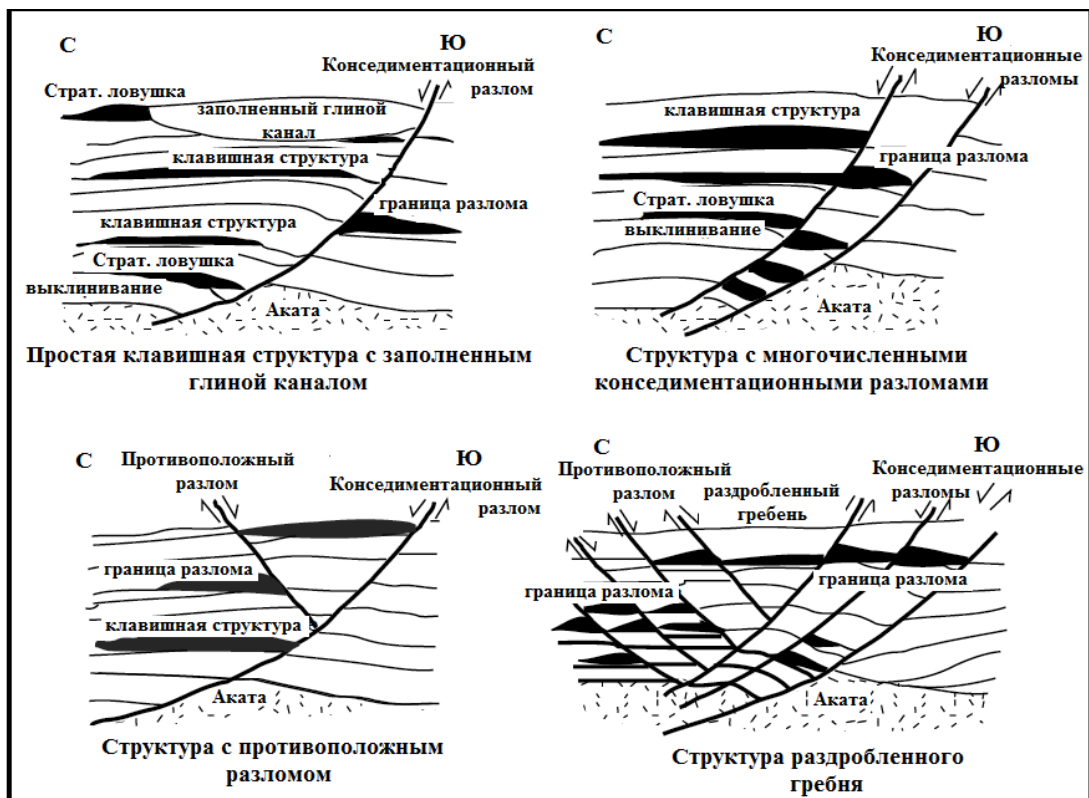 С
Ю
Конседиментационный
разлом
Страт. ловушка
заполненный глиной
канал
клавишная структура
граница разлома
клавишная структура
Страт. ловушка
выклинивание
Аката
Простая клавишная структура с заполненным
глиной каналом
С
Ю
Конседиментационные
разломы
клавишная структура
граница разлома
Страт. ловушка
выклинивание
Аката
Структура с многочисленными
конседиментационными разломами
С
Ю
Противоположный
разлом
Конседиментационный
разлом
граница разлома
клавишная структура
Аката
Структура с противоположным
разломом
С
Ю
Противоположный
разлом
раздробленный
гребень
Конседиментационные
разломы
граница разлома
граница разлома
Аката
Структура раздробленного
гребня